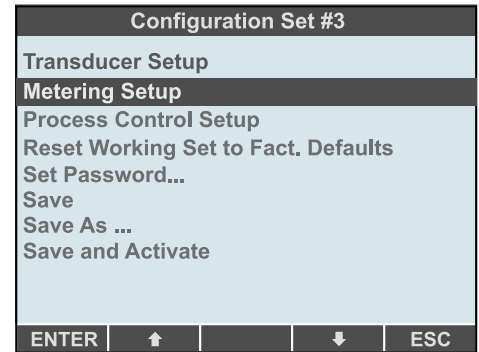 Configuration Set #3
Transducer Setup
Metering Setup
Process Control Setup
Reset Working Set to Fact. Defaults
Set Password...
Save
Save As ...
Save and Activate
ENTER ⬆ ⬇ ESC